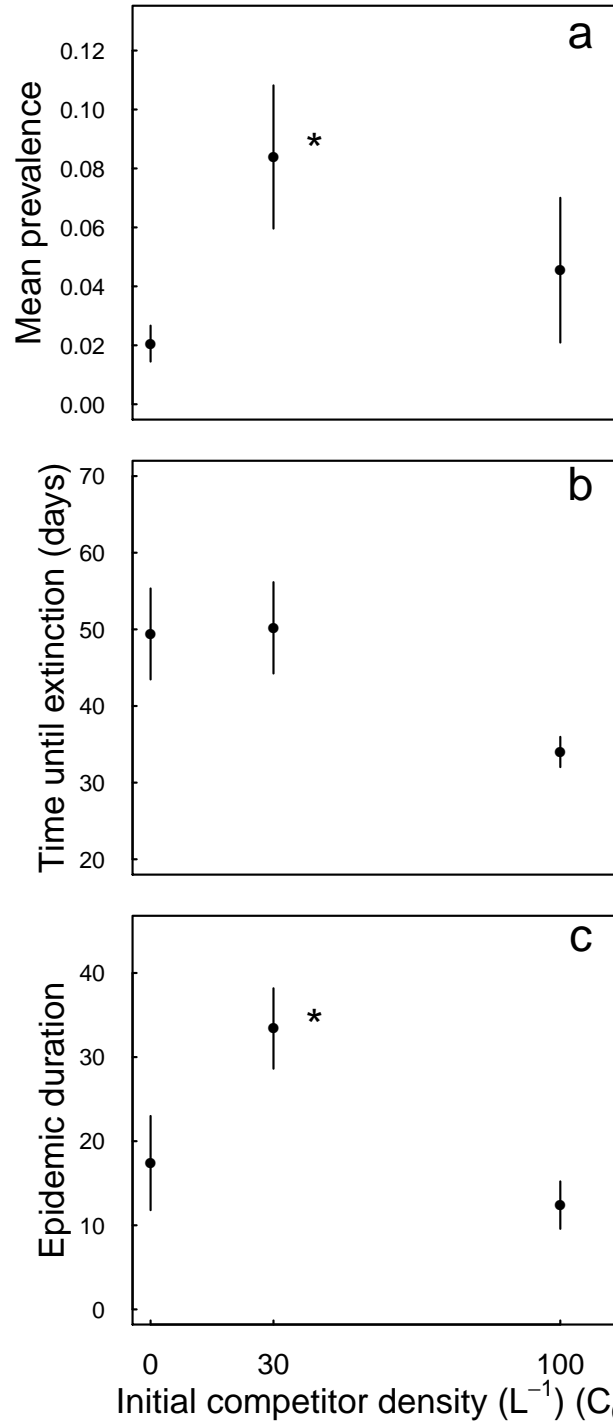 a
Mean prevalence
0.12
0.10
0.08
0.06
0.04
0.02
0.00
*
b
Time until extinction (days)
70
60
50
40
30
20
c
Epidemic duration
40
30
20
10
0
*
0 30 100
Initial competitor density (L⁻¹) (C